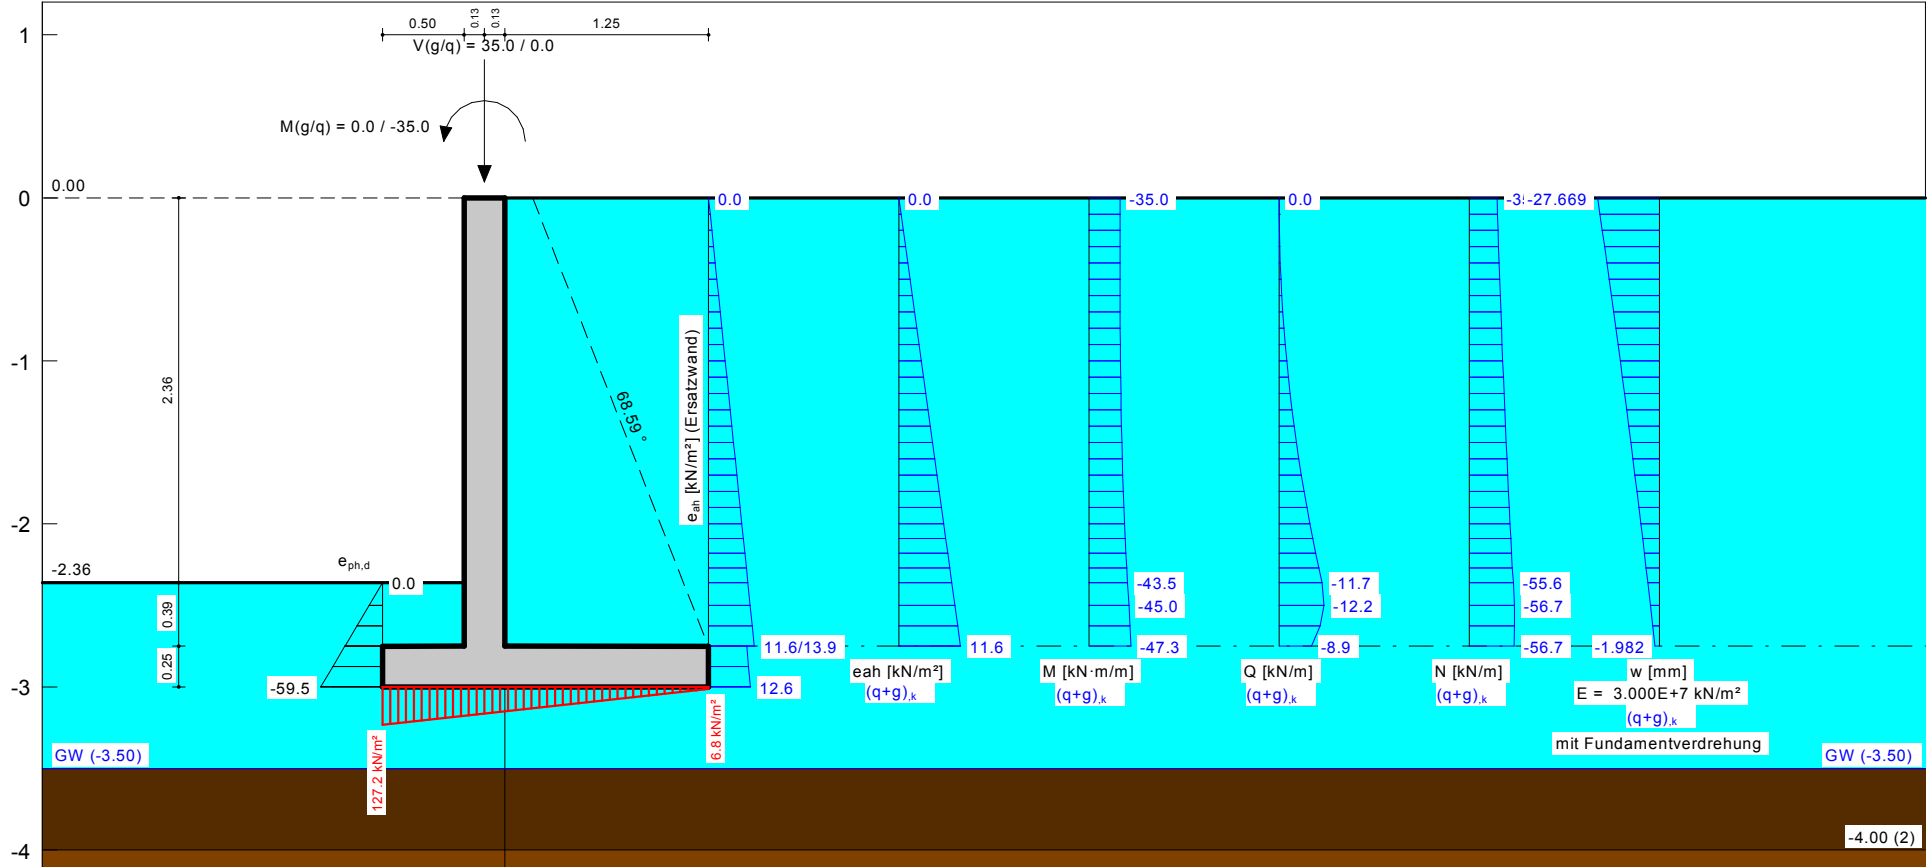 1
0.50
0.13
0.13
1.25
V(g/q) = 35.0 / 0.0
M(g/q) = 0.0 / -35.0
0
0.00
0.0
0.0
-35.0
0.0
-27.669
-1
2.36
68.59 °
eah [kN/m²] (Ersatzwand)
-2
-2.36
eph,d
0.0
-43.5
-11.7
-55.6
0.39
-45.0
-12.2
-56.7
11.6/13.9
11.6
-47.3
-8.9
-56.7
-1.982
0.25
-3
-59.5
12.6
eah [kN/m²]
(q+g),k
M [kN·m/m]
(q+g),k
Q [kN/m]
(q+g),k
N [kN/m]
(q+g),k
w [mm]
E = 3.000E+7 kN/m²
(q+g),k
mit Fundamentverdrehung
127.2 kN/m²
6.8 kN/m²
GW (-3.50)
GW (-3.50)
-4
-4.00 (2)